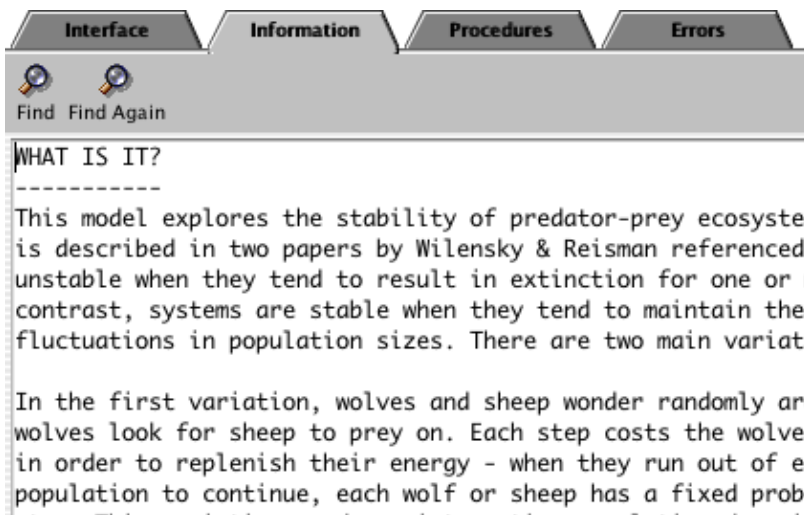 Interface Information Procedures Errors
Find Find Again
WHAT IS IT?
-----------
This model explores the stability of predator-prey ecosyste
is described in two papers by Wilensky & Reisman referenced
unstable when they tend to result in extinction for one or
contrast, systems are stable when they tend to maintain the
fluctuations in population sizes. There are two main variat
In the first variation, wolves and sheep wonder randomly ar
wolves look for sheep to prey on. Each step costs the wolve
in order to replenish their energy - when they run out of e
population to continue, each wolf or sheep has a fixed prob